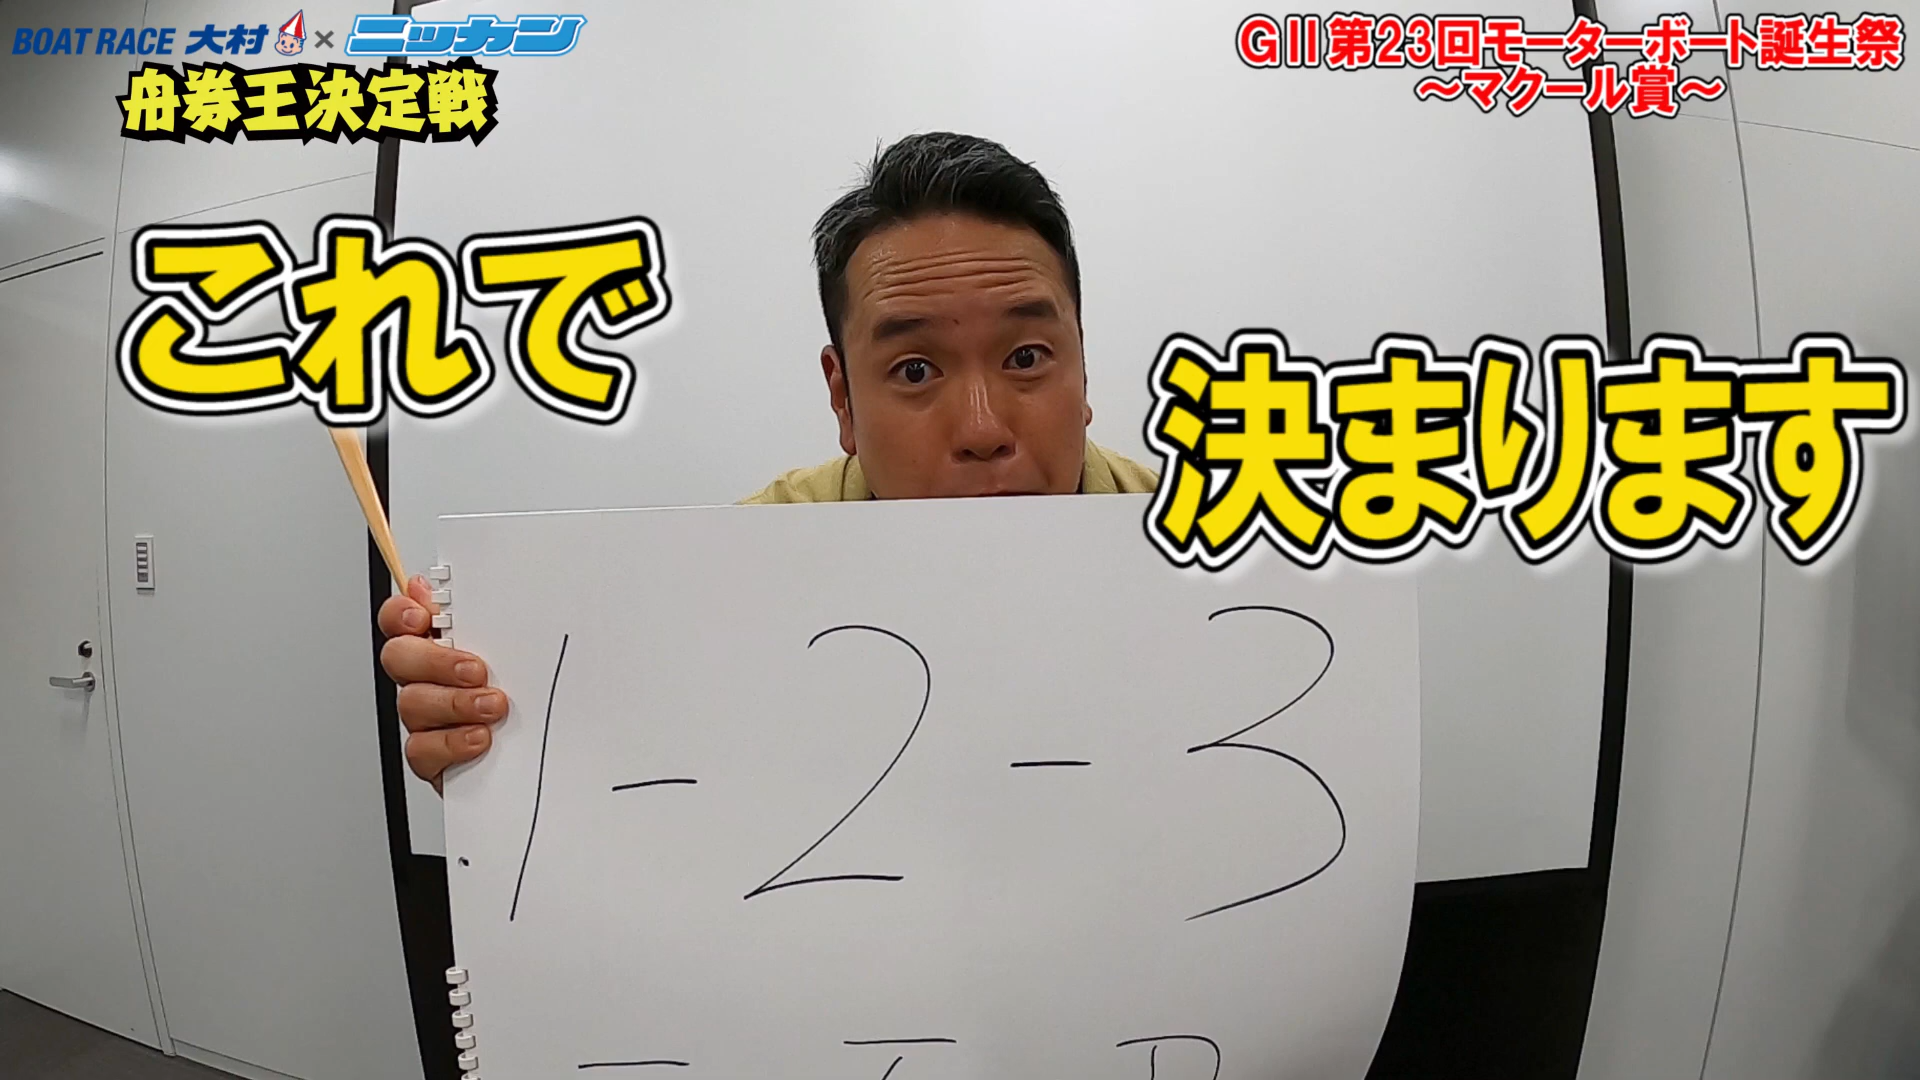 BOAT RACE 大村 × ニッカン
舟券王決定戦
GⅡ第23回モーターボート誕生祭
～マクール賞～
これで
決まります
1-2-3